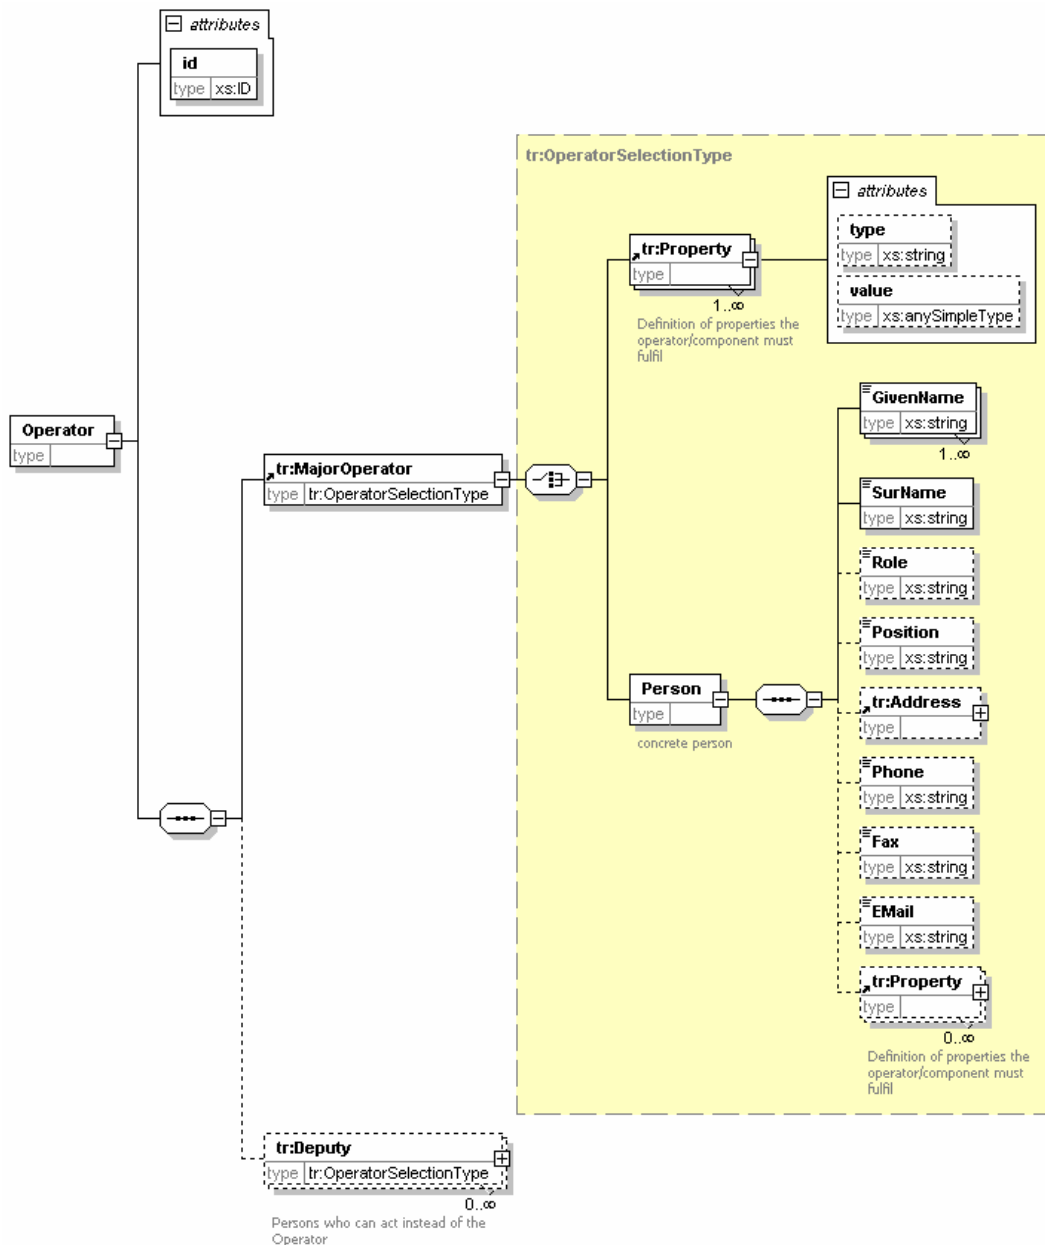 attributes
id
type xs:ID
tr:OperatorSelectionType
attributes
type
type xs:string
value
type xs:anySimpleType
tr:Property
type
1..∞
Definition of properties the
operator/component must
fulfil
Operator
type
tr:MajorOperator
type tr:OperatorSelectionType
GivenName
type xs:string
1..∞
SurName
type xs:string
Role
type xs:string
Position
type xs:string
Person
type
concrete person
tr:Address
type
Phone
type xs:string
Fax
type xs:string
EMail
type xs:string
tr:Property
type
0..∞
Definition of properties the
operator/component must
fulfil
tr:Deputy
type tr:OperatorSelectionType
0..∞
Persons who can act instead of the
Operator